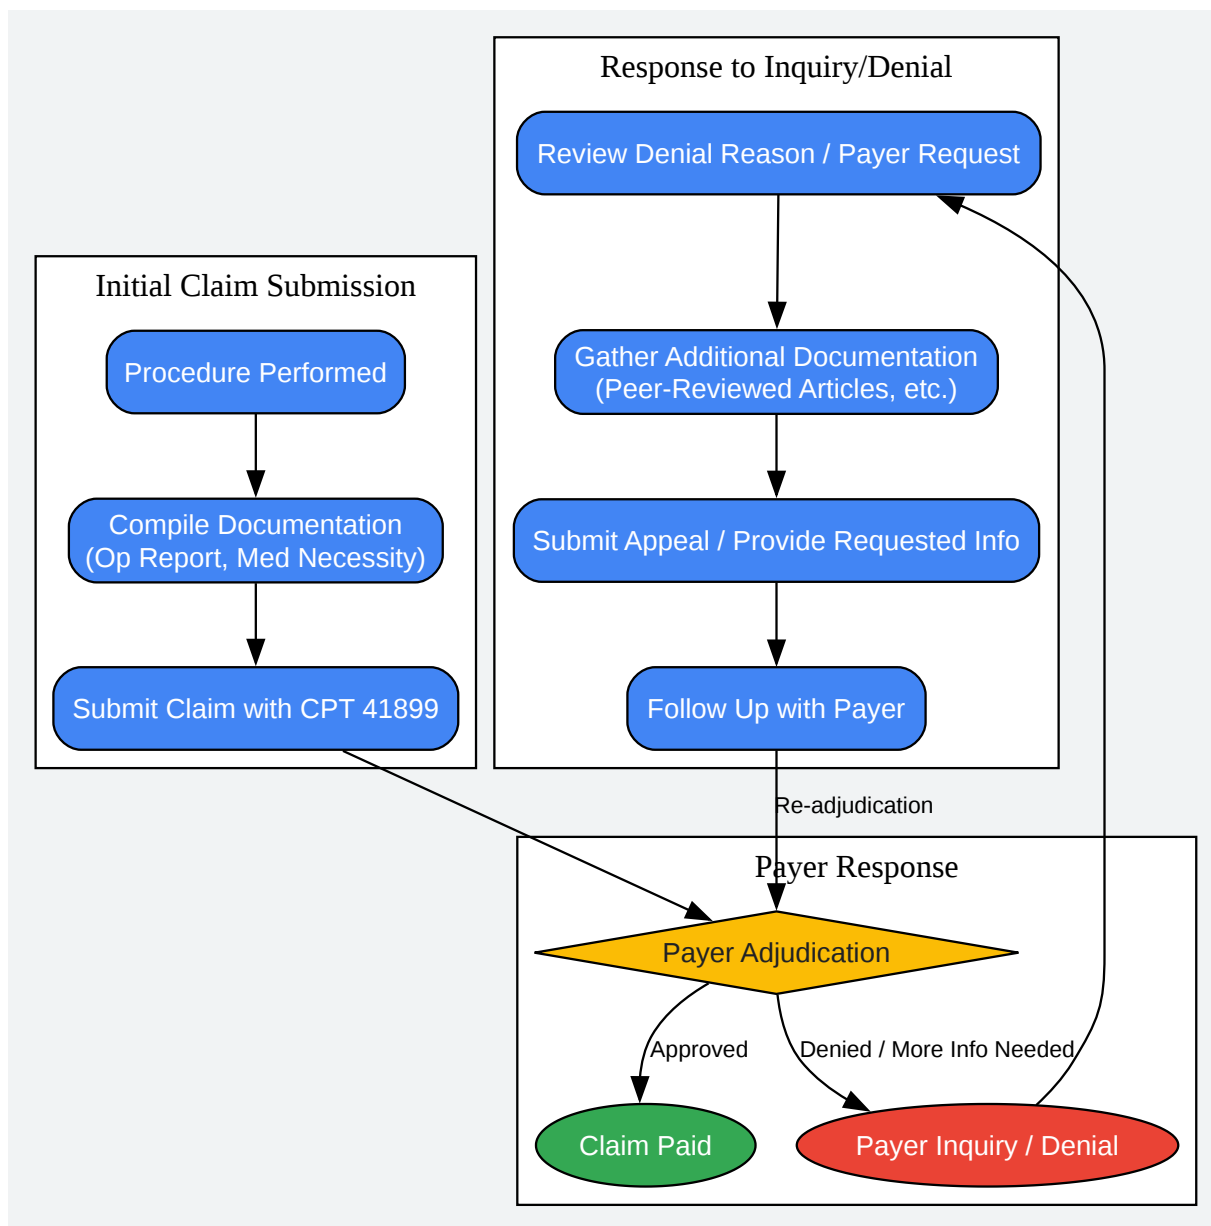 Response to Inquiry/Denial
Review Denial Reason / Payer Request
Gather Additional Documentation
(Peer-Reviewed Articles, etc.)
Submit Appeal / Provide Requested Info
Follow Up with Payer
Initial Claim Submission
Procedure Performed
Compile Documentation
(Op Report, Med Necessity)
Submit Claim with CPT 41899
Re-adjudication
Payer Response
Payer Adjudication
Approved
Denied / More Info Needed
Claim Paid
Payer Inquiry / Denial